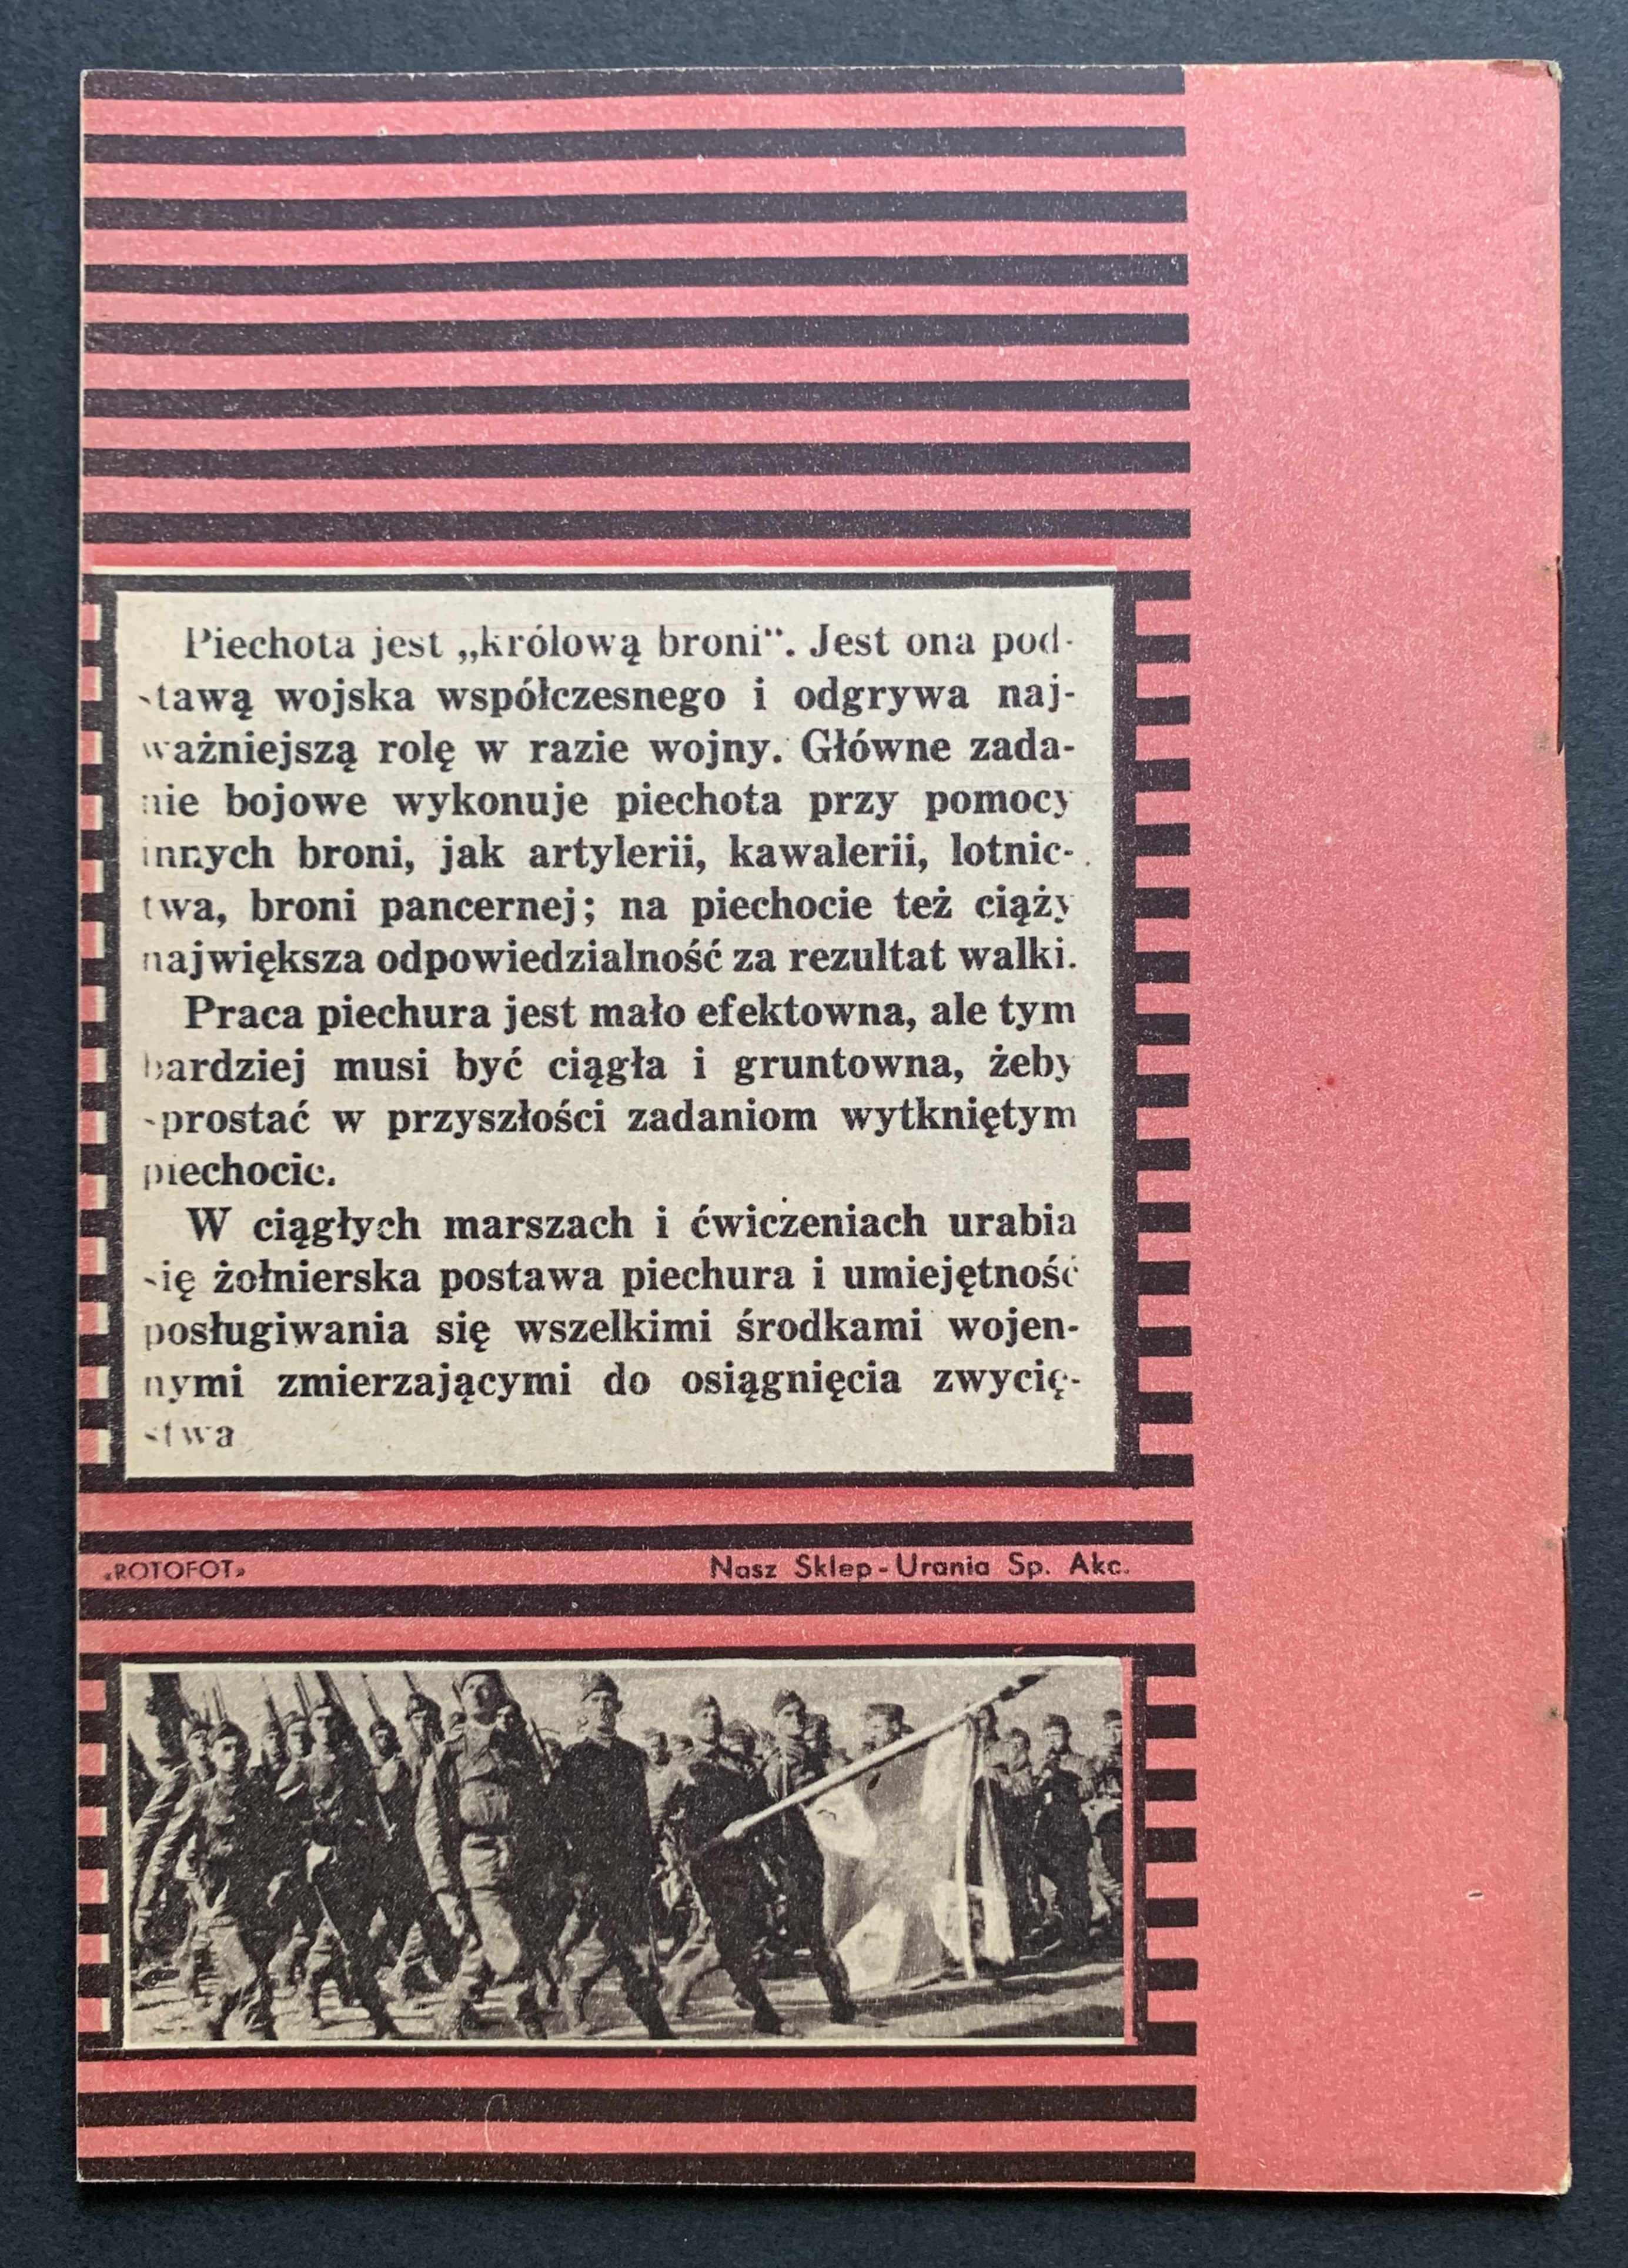 Piechota jest „królową broni“. Jest ona pod-
stawą wojska współczesnego i odgrywa naj-
ważniejszą rolę w razie wojny. Główne zada-
nie bojowe wykonuje piechota przy pomocy
innych broni, jak artylerii, kawalerii, lotnic-
twa, broni pancernej; na piechocie też ciąży
największa odpowiedzialność za rezultat walki.
Praca piechura jest mało efektowna, ale tym
bardziej musi być ciągła i gruntowna, żeby
sprostać w przyszłości zadaniom wytkniętym
piechocie.
W ciągłych marszach i ćwiczeniach urabia
się żołnierska postawa piechura i umiejętność
posługiwania się wszelkimi środkami wojen-
nymi zmierzającymi do osiągnięcia zwycię-
stwa
«ROTOFOT» Nasz Sklep-Urania Sp. Akc.